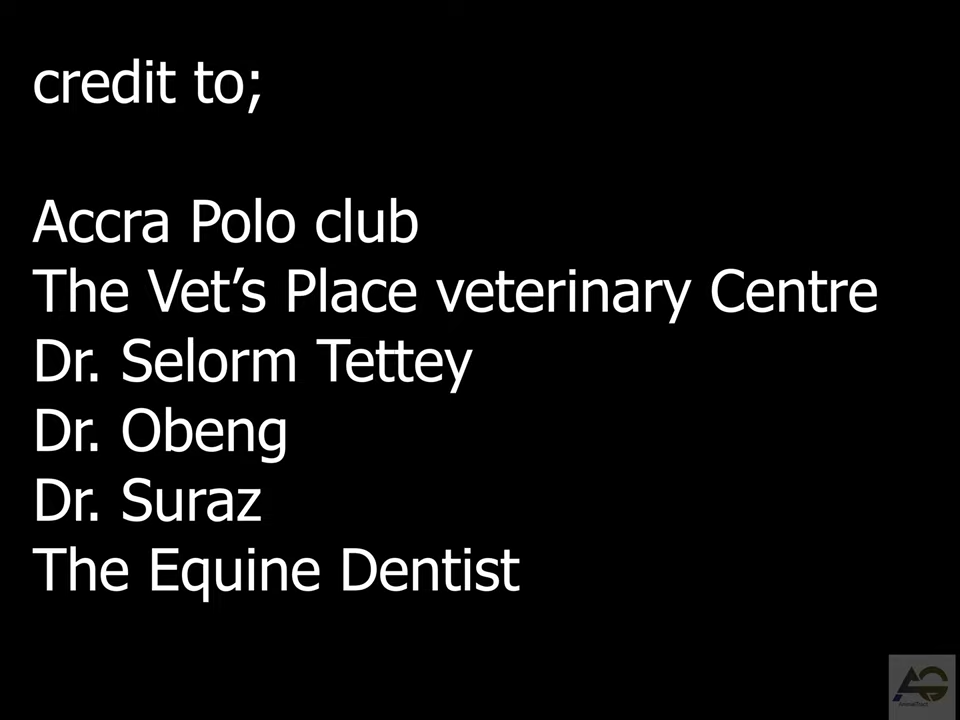 credit to;
Accra Polo club
The Vet’s Place veterinary Centre
Dr. Selorm Tettey
Dr. Obeng
Dr. Suraz
The Equine Dentist